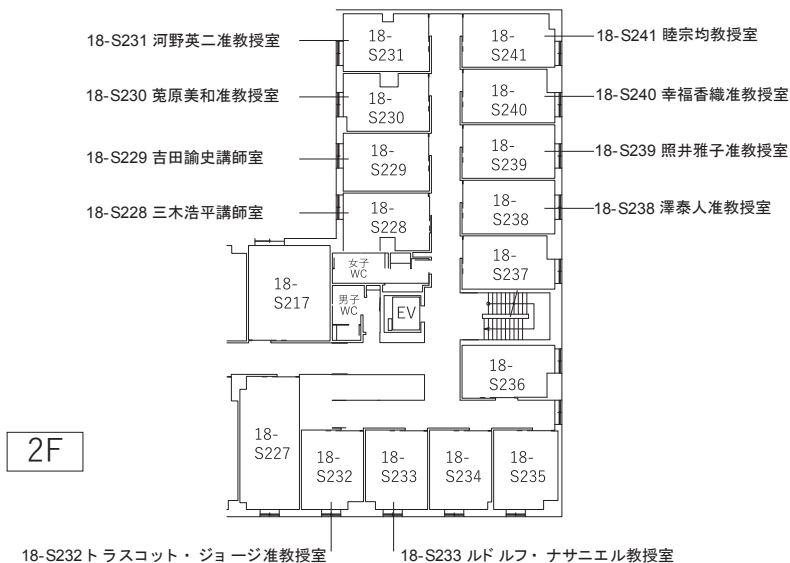 18-S231 河野英二准教授室
18-S230 莵原美和准教授室
18-S229 吉田諭史講師室
18-S228 三木浩平講師室
18-
S231
18-
S230
18-
S229
18-
S228
18-
S241
18-
S240
18-
S239
18-
S238
18-
S237
18-S241 睦宗均教授室
18-S240 幸福香織准教授室
18-S239 照井雅子准教授室
18-S238 澤泰人准教授室
女子
WC
18-
S217
男子
WC
EV
18-
S236
2F
18-
S227
18-
S232
18-
S233
18-
S234
18-
S235
18-S232トラスコット・ジョージ准教授室
18-S233 ルドルフ・ナサニエル教授室